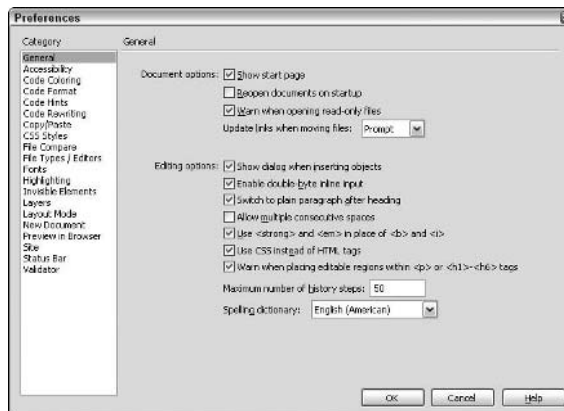 Preferences
Category
General
General
Accessibility
Code Coloring
Code Format
Code Hints
Code Rewriting
Copy/Paste
CSS Styles
File Compare
File Types / Editors
Fonts
Highlighting
Invisible Elements
Layers
Layout Mode
New Document
Preview in Browser
Site
Status Bar
Validator
Document options: Show start page
Reopen documents on startup
Warn when opening read-only files
Update links when moving files: Prompt
Editing options: Show dialog when inserting objects
Enable double-byte inline input
Switch to plain paragraph after heading
Allow multiple consecutive spaces
Use <strong> and <em> in place of <b> and <i>
Use CSS instead of HTML tags
Warn when placing editable regions within <p> or <h1>-<h6> tags
Maximum number of history steps: 50
Spelling dictionary: English (American)
OK Cancel Help